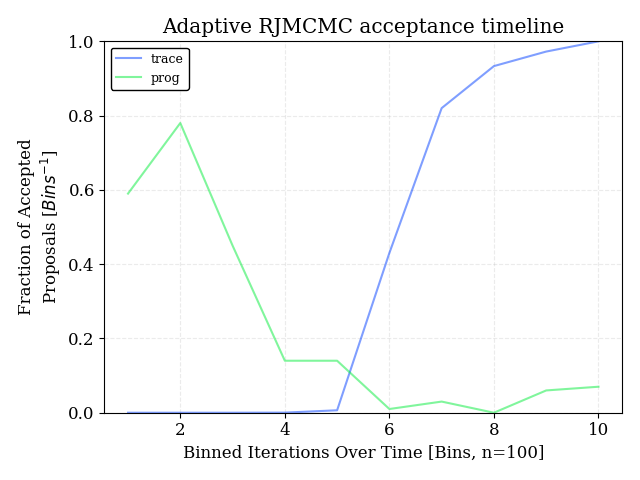 Adaptive RJMCMC acceptance timeline
trace
prog
Fraction of Accepted
Proposals [$Bins^{-1}$]
1.0
0.8
0.6
0.4
0.2
0.0
2 4 6 8 10
Binned Iterations Over Time [Bins, n=100]